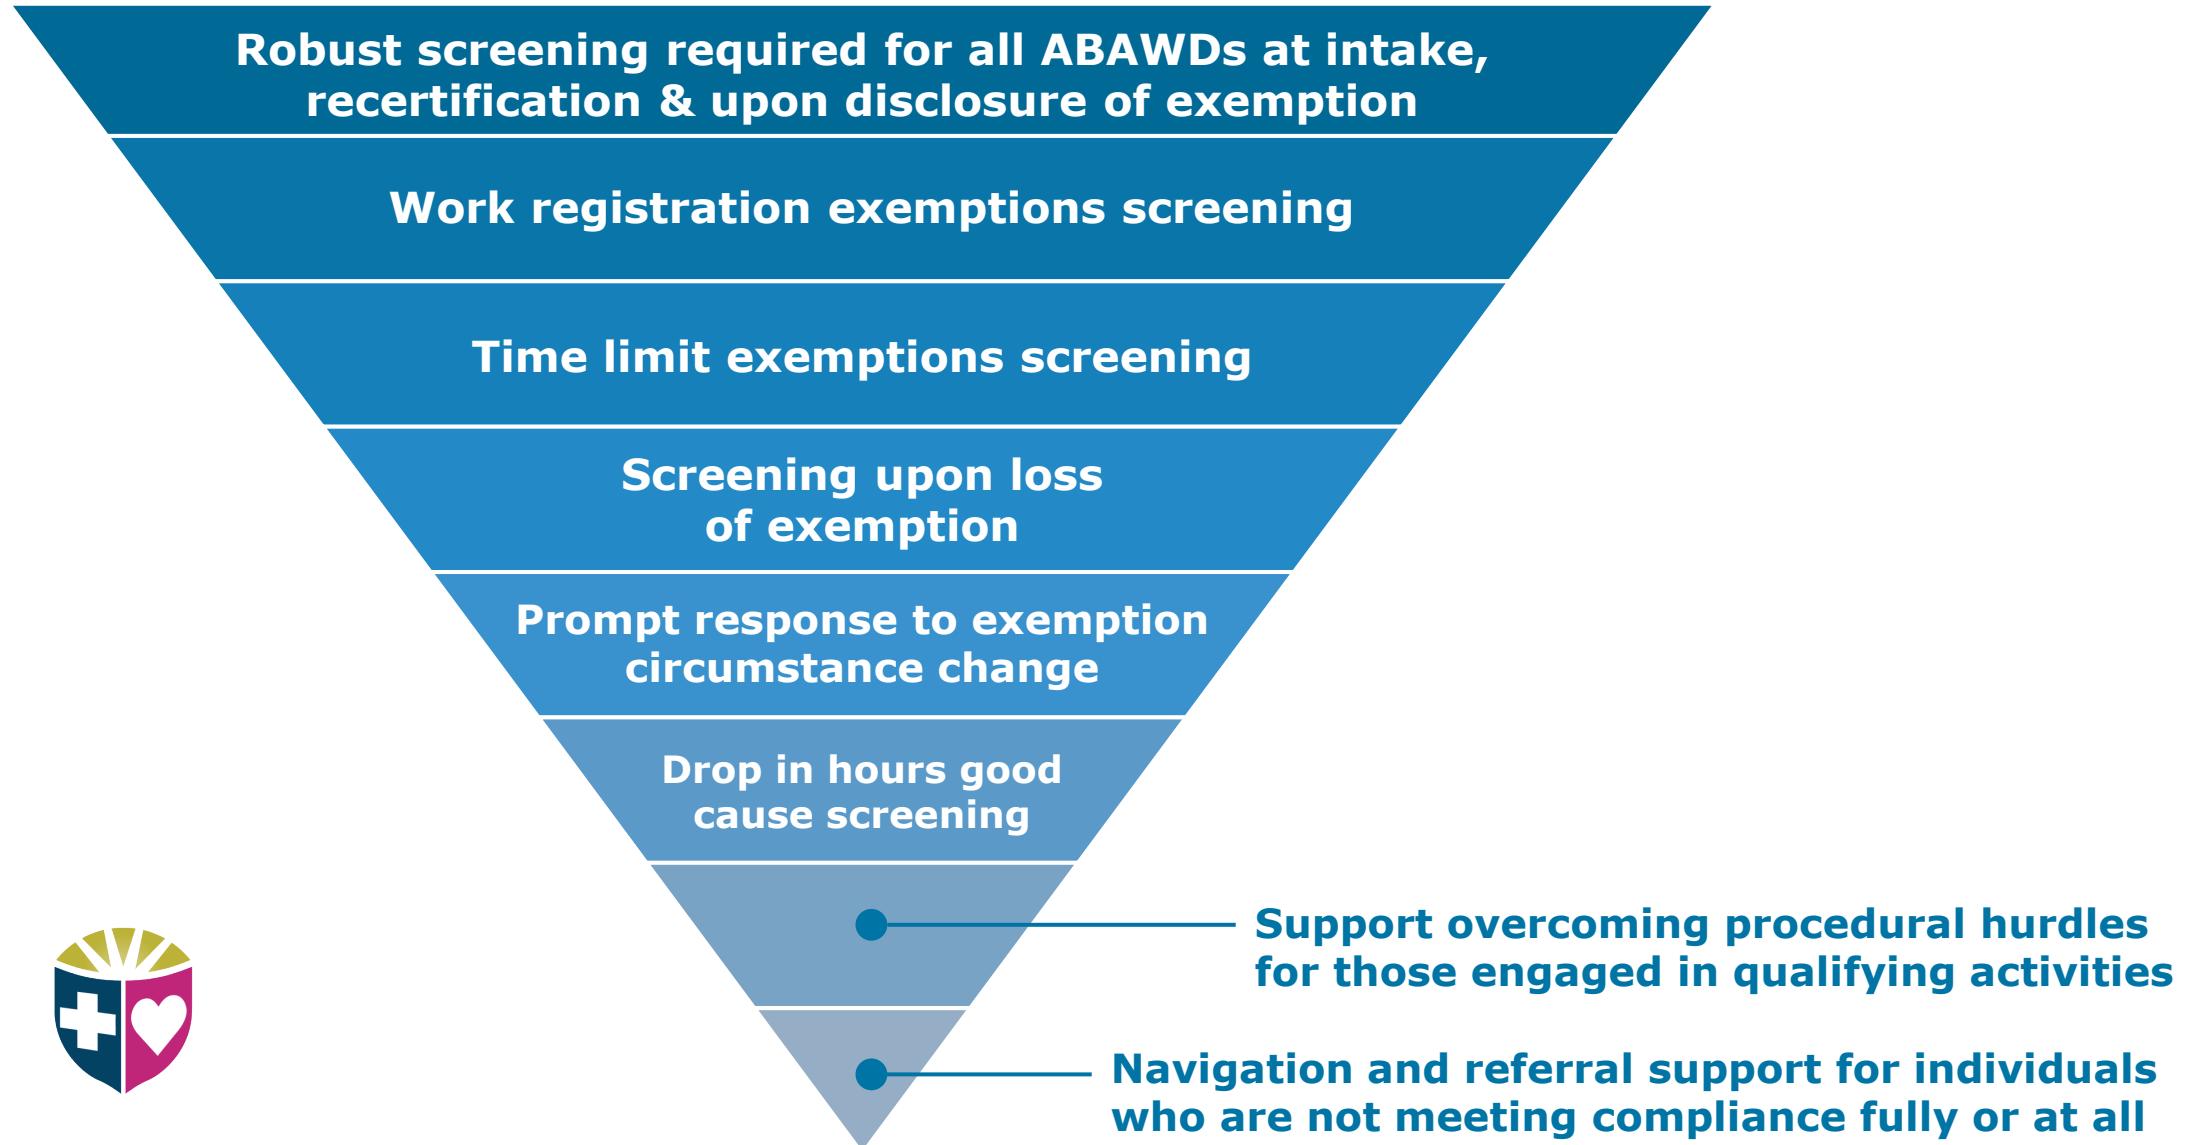 Robust screening required for all ABAWDs at intake,
recertification & upon disclosure of exemption
Work registration exemptions screening
Time limit exemptions screening
Screening upon loss
of exemption
Prompt response to exemption
circumstance change
Drop in hours good
cause screening
Support overcoming procedural hurdles
for those engaged in qualifying activities
Navigation and referral support for individuals
who are not meeting compliance fully or at all